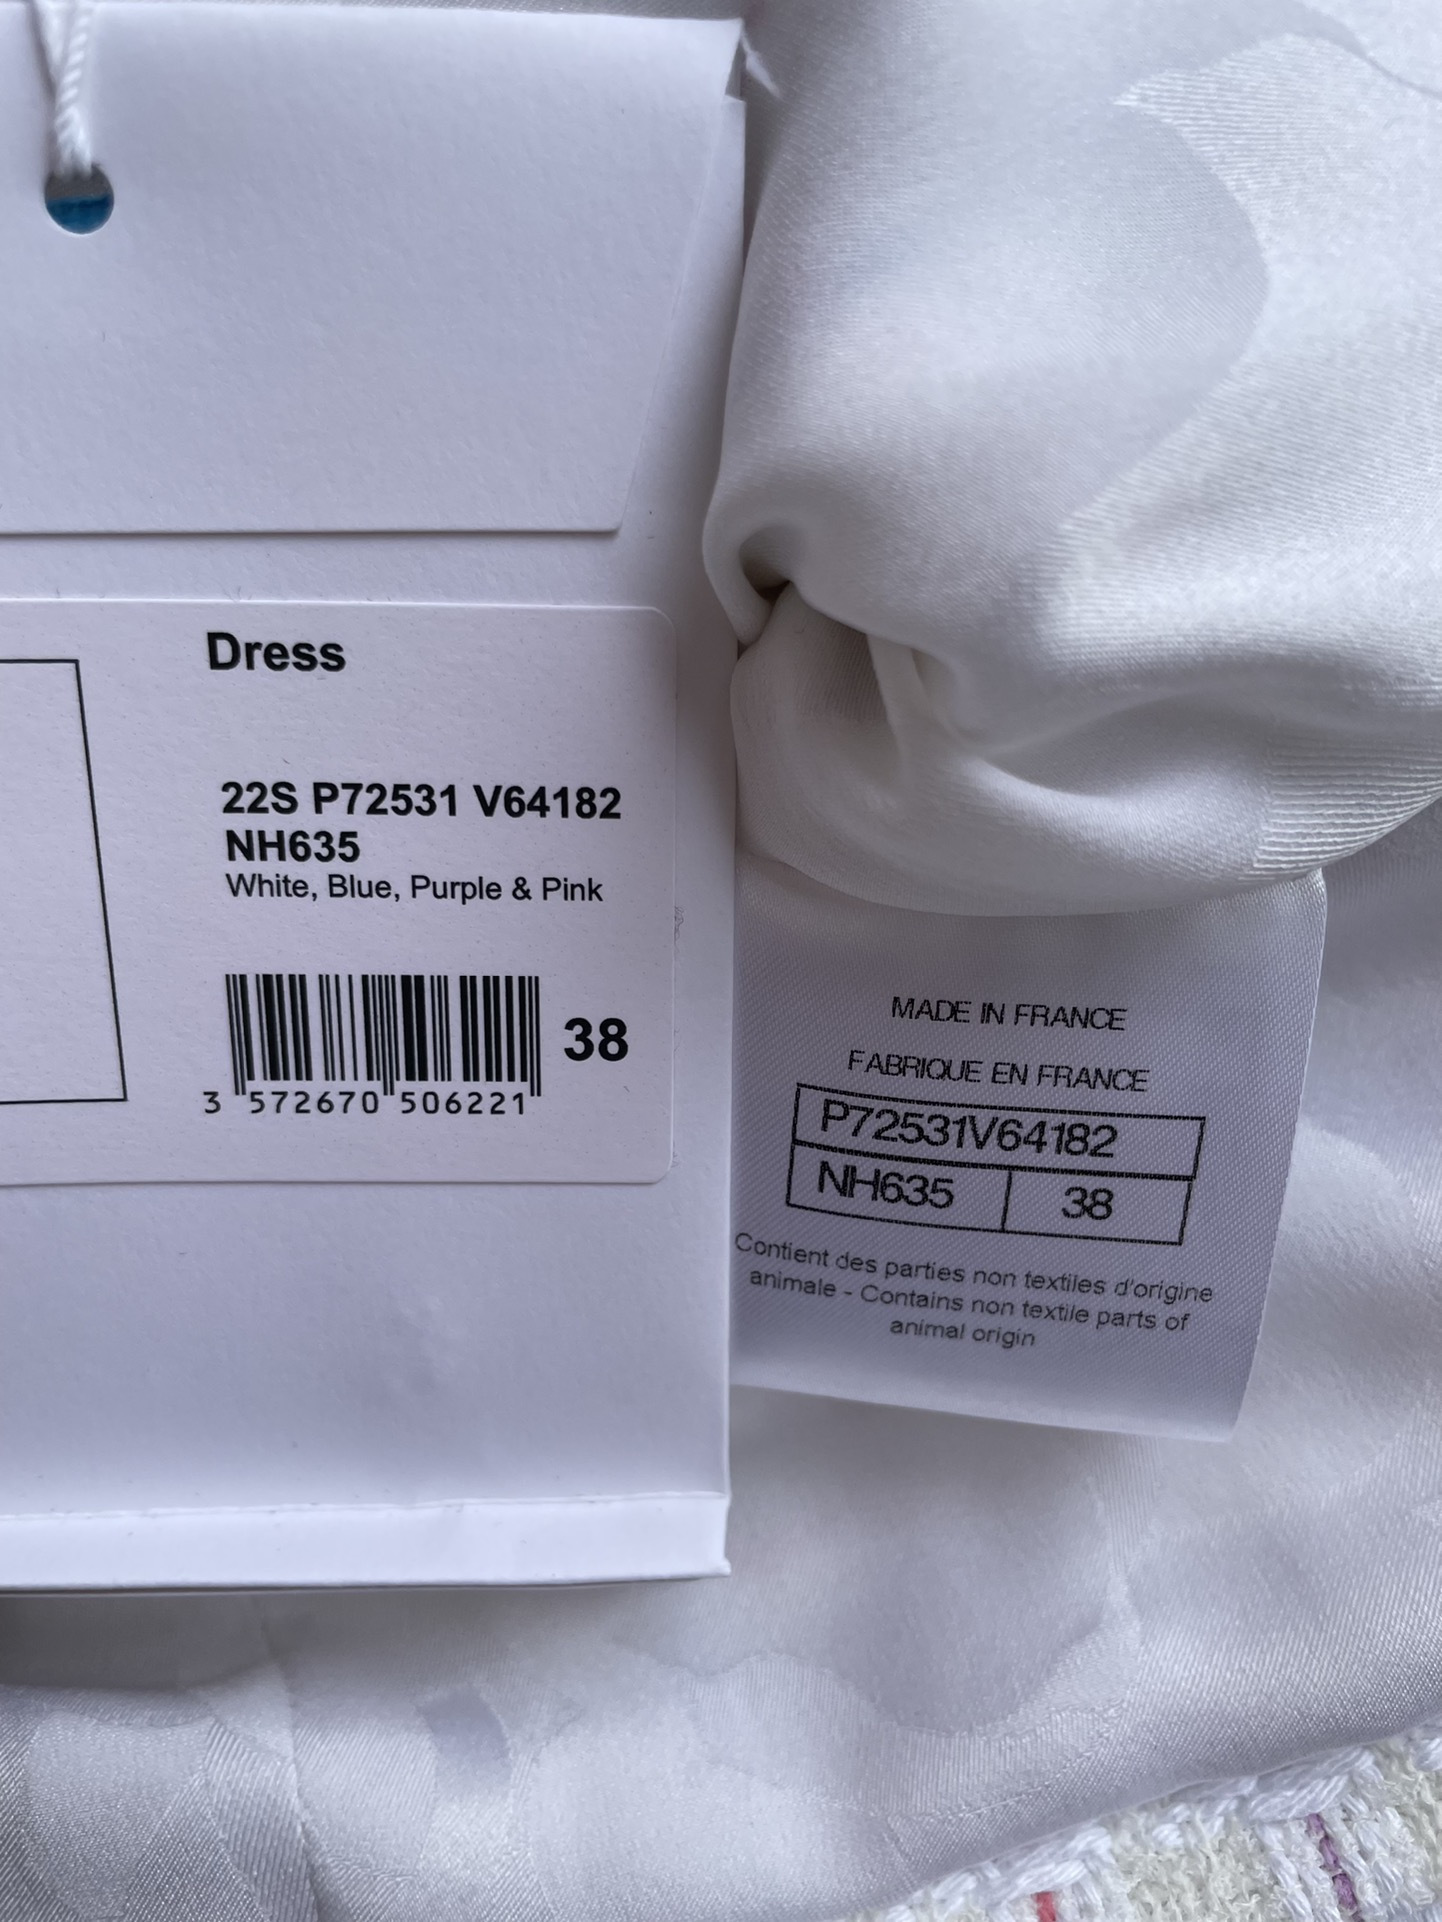 Dress
22S P72531 V64182
NH635
White, Blue, Purple & Pink
38
3 572670 506221
MADE IN FRANCE
FABRIQUE EN FRANCE
P72531V64182
NH635 38
Contient des parties non textiles d'origine
animale - Contains non textile parts of
animal origin